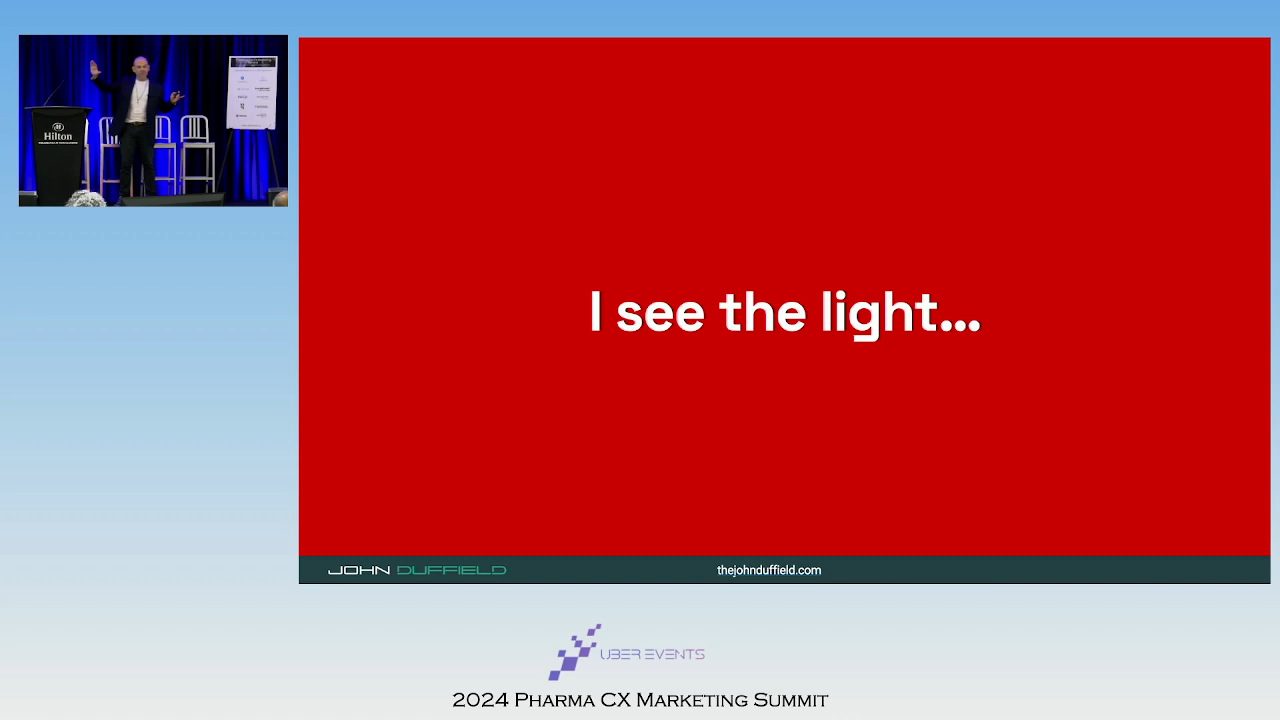 Hilton
I see the light...
JOHN DUFFIELD
thejohnduffield.com
UBER EVENTS
2024 Pharma CX Marketing Summit